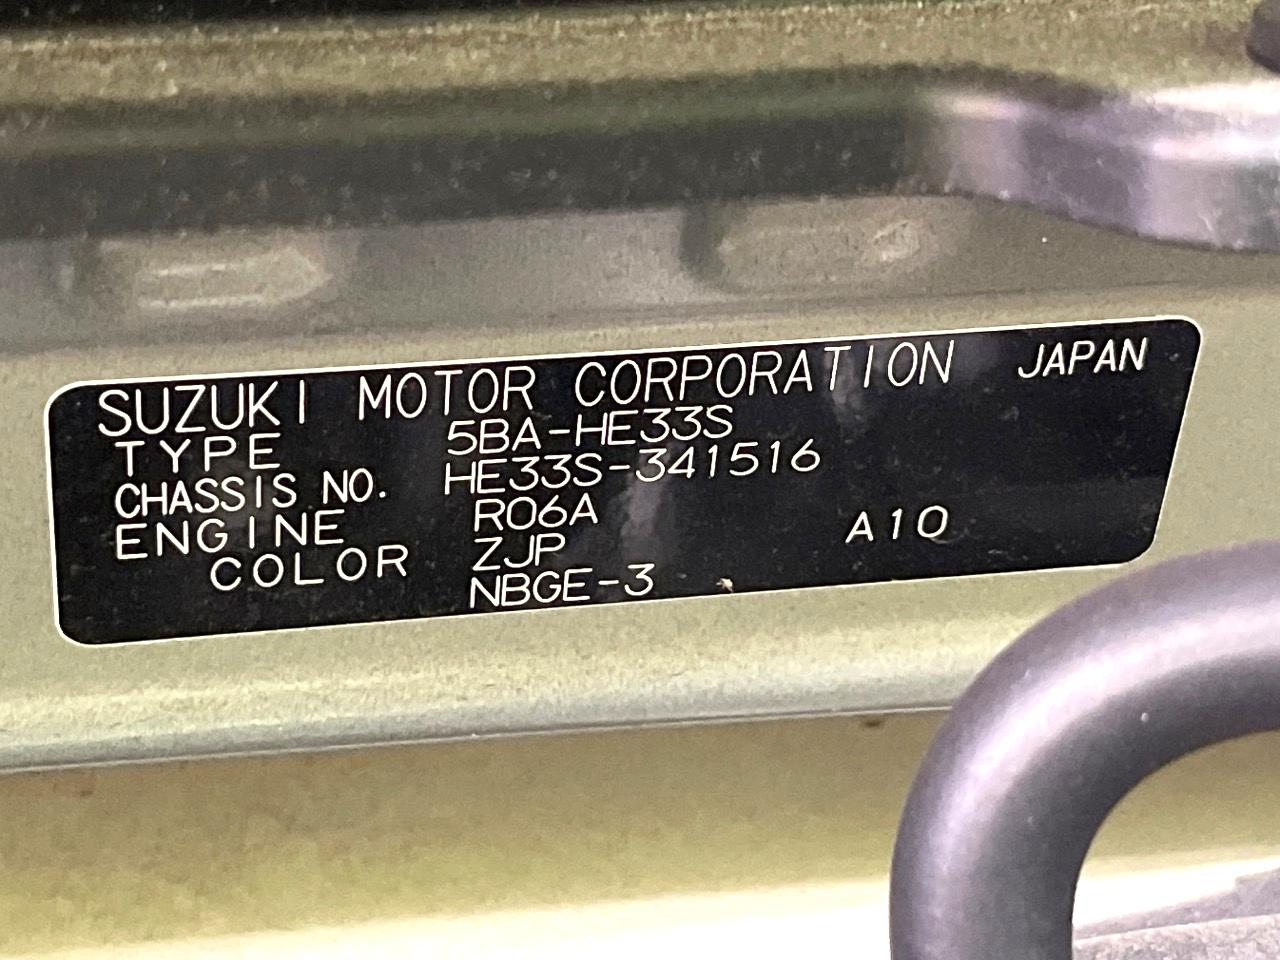 SUZUKI MOTOR CORPORATION JAPAN
TYPE 5BA-HE33S
CHASSIS NO. HE33S-341516
ENGINE R06A
COLOR ZJP A10
NBGE-3